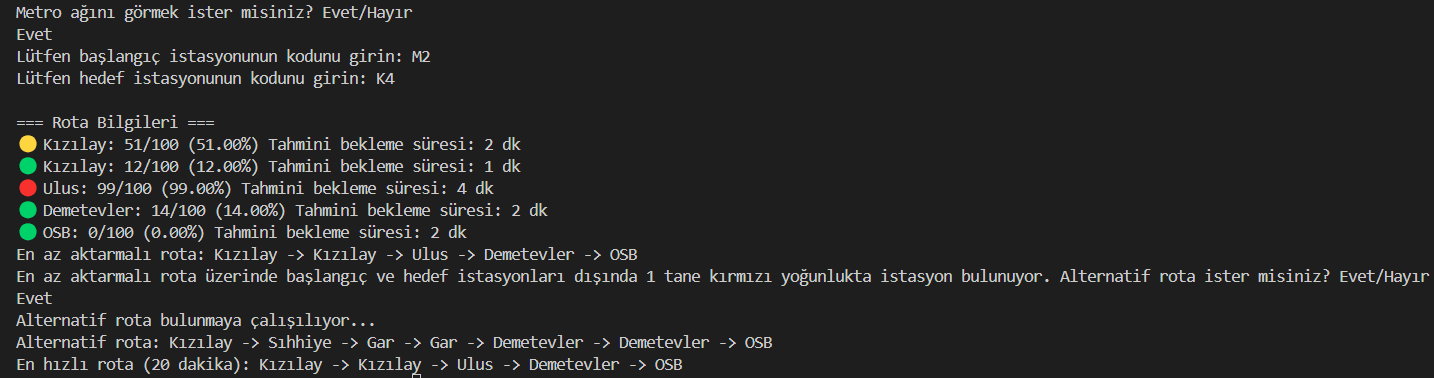 Metro ağını görmek ister misiniz? Evet/Hayır
Evet
Lütfen başlangıç istasyonunun kodunu girin: M2
Lütfen hedef istasyonunun kodunu girin: K4
=== Rota Bilgileri ===
🟡 Kızılay: 51/100 (51.00%) Tahmini bekleme süresi: 2 dk
🟢 Kızılay: 12/100 (12.00%) Tahmini bekleme süresi: 1 dk
🔴 Ulus: 99/100 (99.00%) Tahmini bekleme süresi: 4 dk
🟢 Demetevler: 14/100 (14.00%) Tahmini bekleme süresi: 2 dk
🟢 OSB: 0/100 (0.00%) Tahmini bekleme süresi: 2 dk
En az aktarmalı rota: Kızılay -> Kızılay -> Ulus -> Demetevler -> OSB
En az aktarmalı rota üzerinde başlangıç ve hedef istasyonları dışında 1 tane kırmızı yoğunlukta istasyon bulunuyor. Alternatif rota ister misiniz? Evet/Hayır
Evet
Alternatif rota bulunmaya çalışılıyor...
Alternatif rota: Kızılay -> Sıhhiye -> Gar -> Gar -> Demetevler -> Demetevler -> OSB
En hızlı rota (20 dakika): Kızılay -> Kızılay -> Ulus -> Demetevler -> OSB